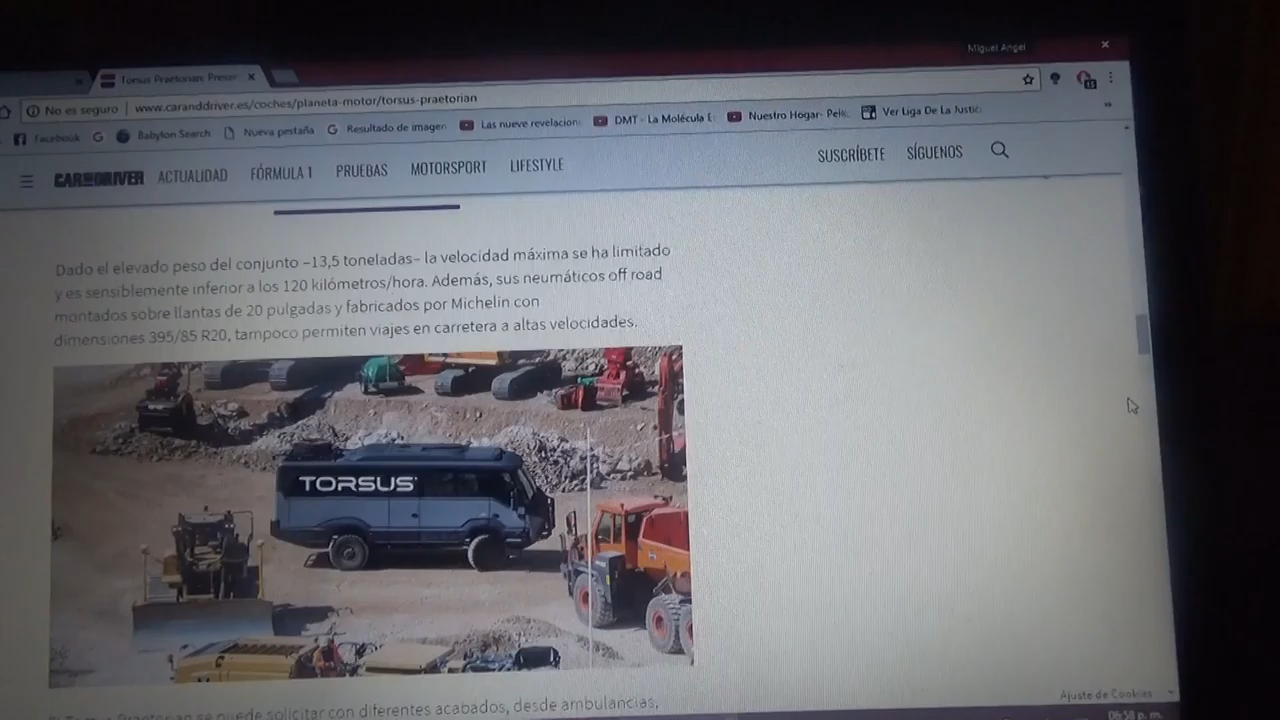 Miguel Angel
Torsus Praetorian: Presen
No es seguro | www.caranddriver.es/coches/planeta-motor/torsus-praetorian
Facebook G Babylon Search Nueva pestaña Resultado de imagen Las nueve revelacion DMT - La Molécula E Nuestro Hogar- Pelíc Ver Liga De La Justic
CAR AND DRIVER ACTUALIDAD FÓRMULA 1 PRUEBAS MOTORSPORT LIFESTYLE SUSCRÍBETE SÍGUENOS
Dado el elevado peso del conjunto –13,5 toneladas– la velocidad máxima se ha limitado
y es sensiblemente inferior a los 120 kilómetros/hora. Además, sus neumáticos off road
montados sobre llantas de 20 pulgadas y fabricados por Michelin con
dimensiones 395/85 R20, tampoco permiten viajes en carretera a altas velocidades.
TORSUS
se puede solicitar con diferentes acabados, desde ambulancias,
Ajuste de Cookies
06:58 p. m.